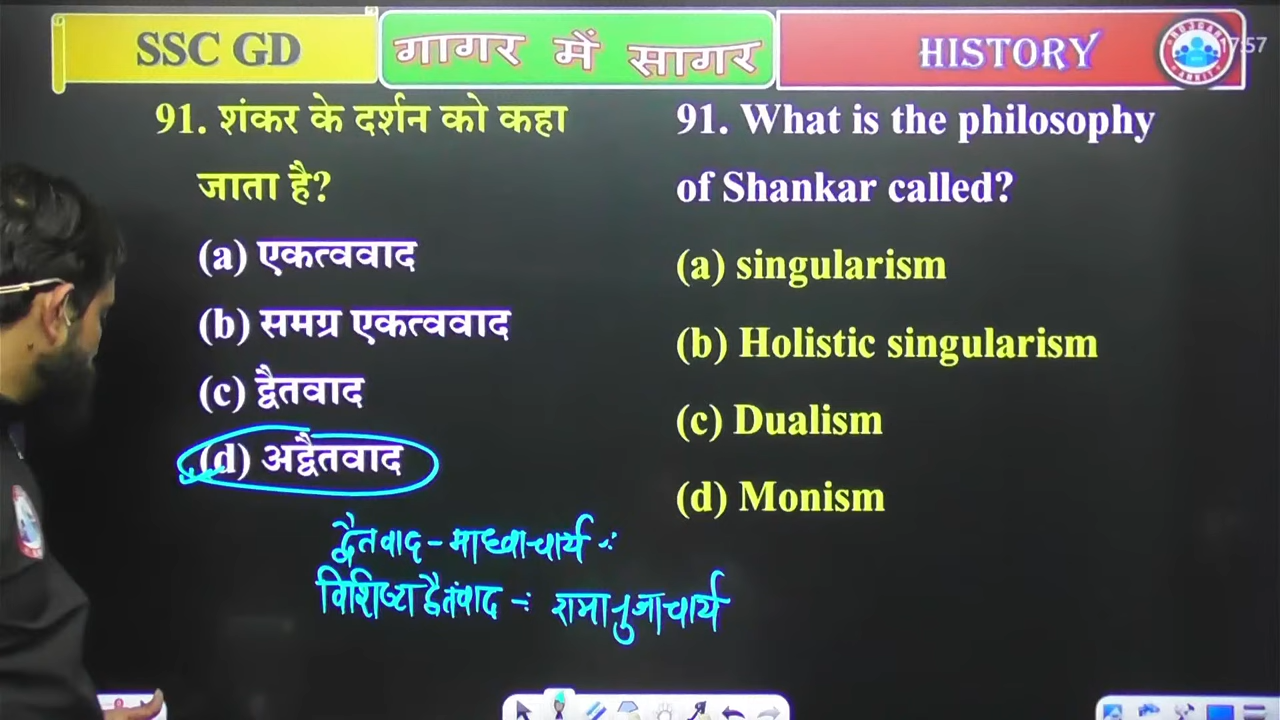 SSC GD
गागर में सागर
HISTORY
91. शंकर के दर्शन को कहा
जाता है?
(a) एकत्ववाद
(b) समग्र एकत्ववाद
(c) द्वैतवाद
(d) अद्वैतवाद
91. What is the philosophy
of Shankar called?
(a) singularism
(b) Holistic singularism
(c) Dualism
(d) Monism
द्वैतवाद - माध्वाचार्य :
रामानुजाचार्य